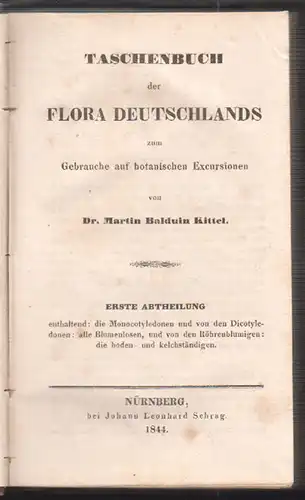 TASCHENBUCH
der
FLORA DEUTSCHLANDS
zum
Gebrauche auf botanischen Excursionen
von
Dr. Martin Balduin Kittel.
ERSTE ABTHEILUNG
enthaltend: die Monocotyledonen und von den Dicotyle-
donen: alle Blumenlosen, und von den Röhrenblumigen:
die boden- und kelchständigen.
NÜRNBERG,
bei Johann Leonhard Schrag.
1844.